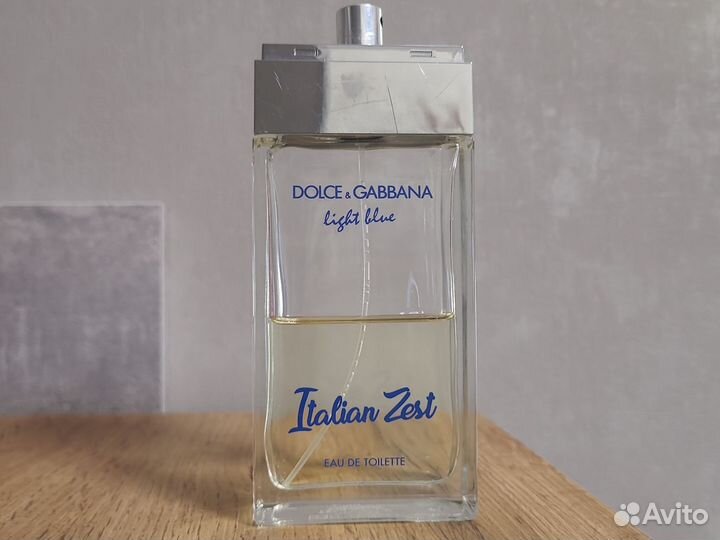 DOLCE & GABBANA
light blue
Italian Zest
EAU DE TOILETTE
Avito